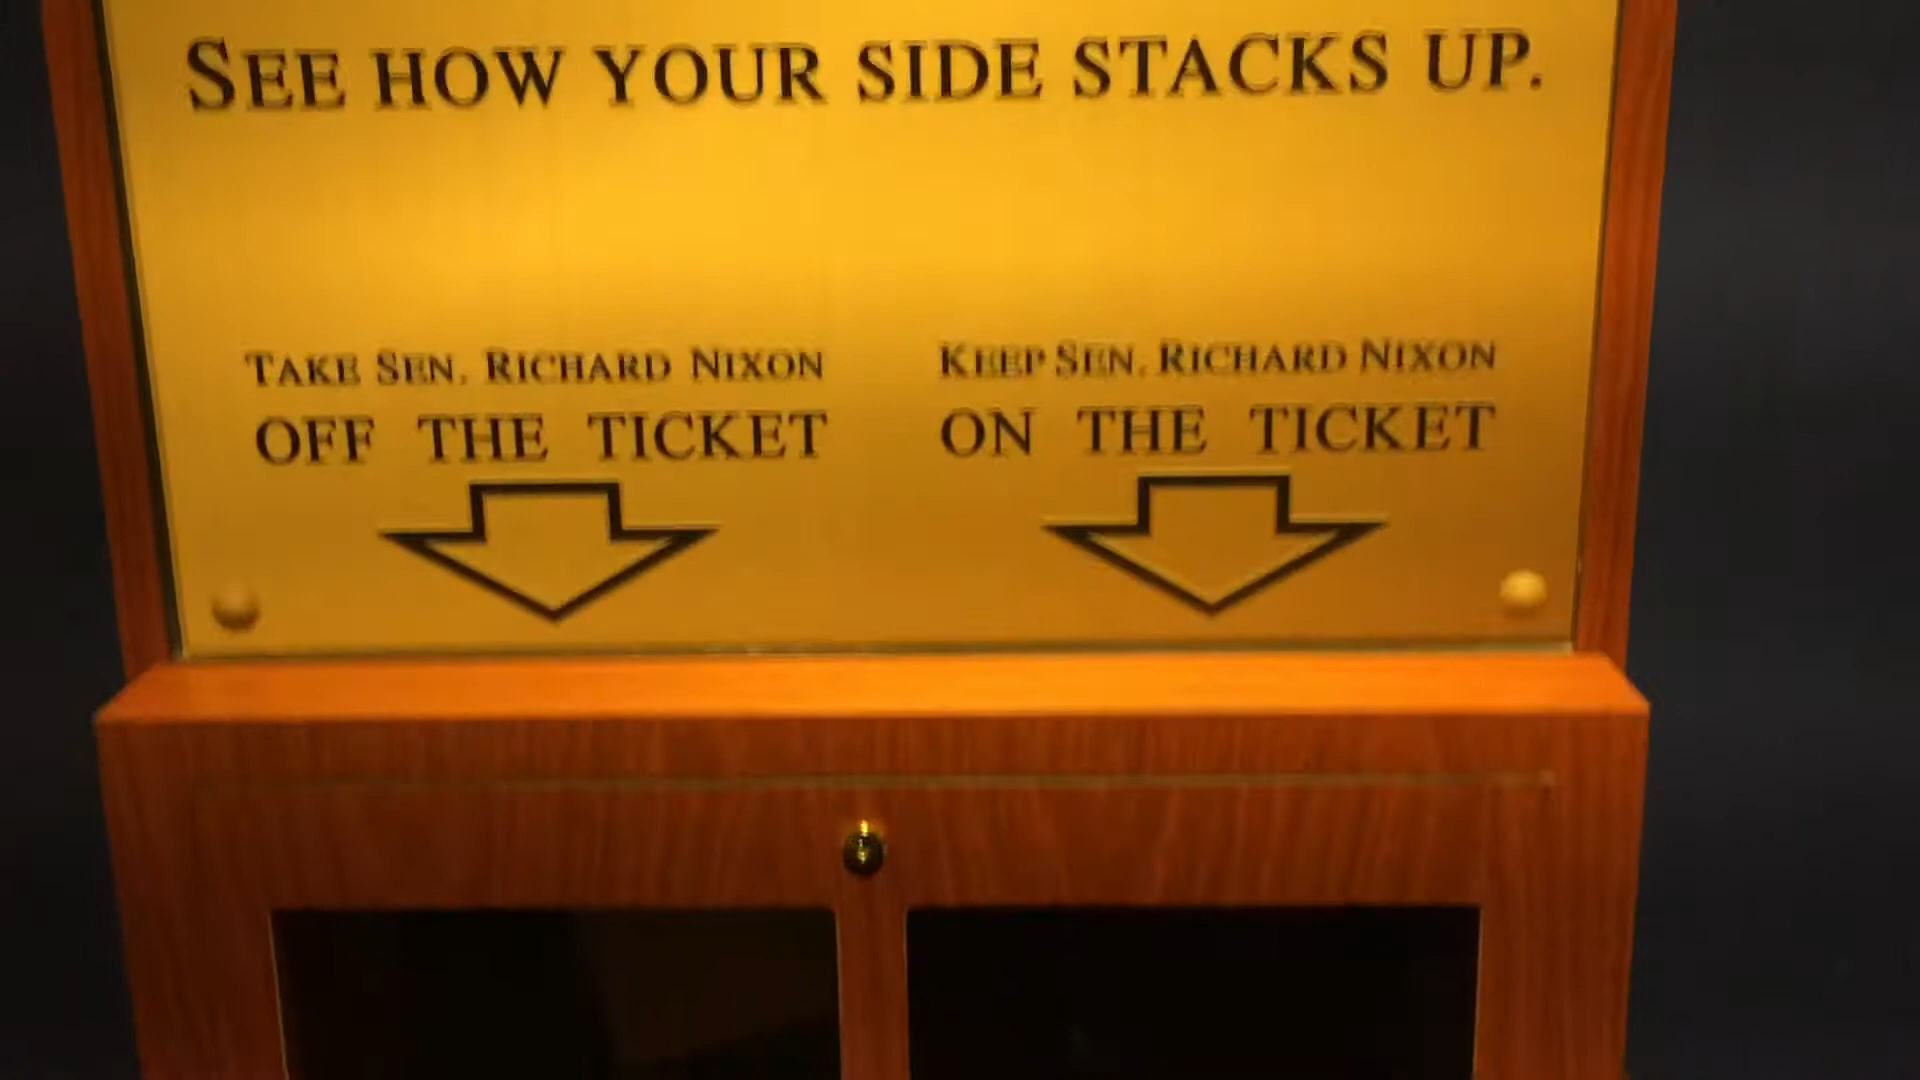 SEE HOW YOUR SIDE STACKS UP.
TAKE SEN. RICHARD NIXON
OFF THE TICKET
KEEP SEN. RICHARD NIXON
ON THE TICKET